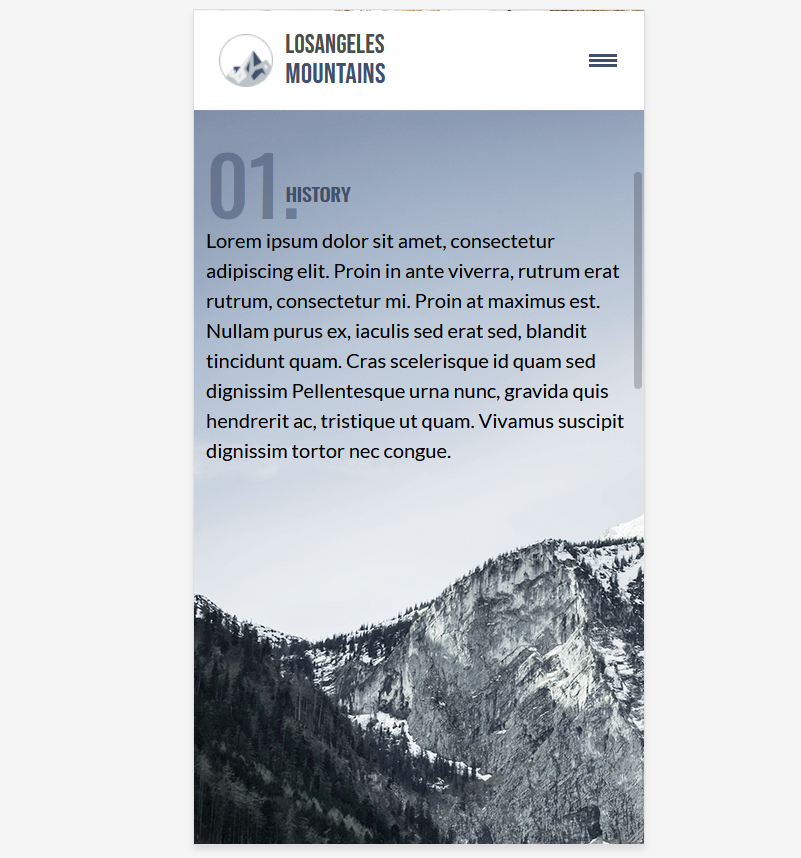 LOSANGELES
MOUNTAINS
01.
HISTORY
Lorem ipsum dolor sit amet, consectetur
adipiscing elit. Proin in ante viverra, rutrum erat
rutrum, consectetur mi. Proin at maximus est.
Nullam purus ex, iaculis sed erat sed, blandit
tincidunt quam. Cras scelerisque id quam sed
dignissim Pellentesque urna nunc, gravida quis
hendrerit ac, tristique ut quam. Vivamus suscipit
dignissim tortor nec congue.